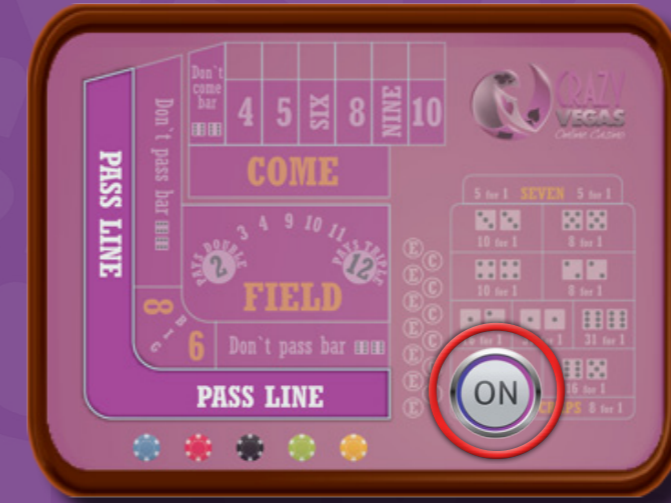 Don't
come
bar
4 5 SIX 8 NINE 10
CRAZY
VEGAS
Online Casino
Don't pass bar
PASS LINE
COME
5 for 1 SEVEN 5 for 1
10 for 1 8 for 1
10 for 1 8 for 1
3 4 9 10 11
PAYS DOUBLE
2
PAYS TRIPLE
12
FIELD
E C
E C
E C
E C
E C
E
E
31 for 1
8
BIG
6
Don't pass bar
ON
16 for 1
CRAPS 8 for 1
PASS LINE